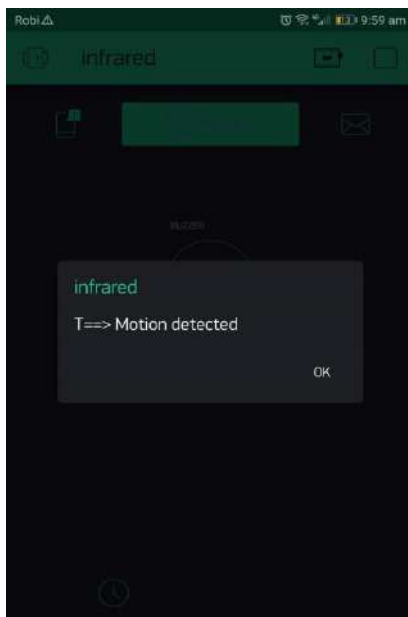 Robi 9:59 am
infrared
infrared
T==> Motion detected
OK